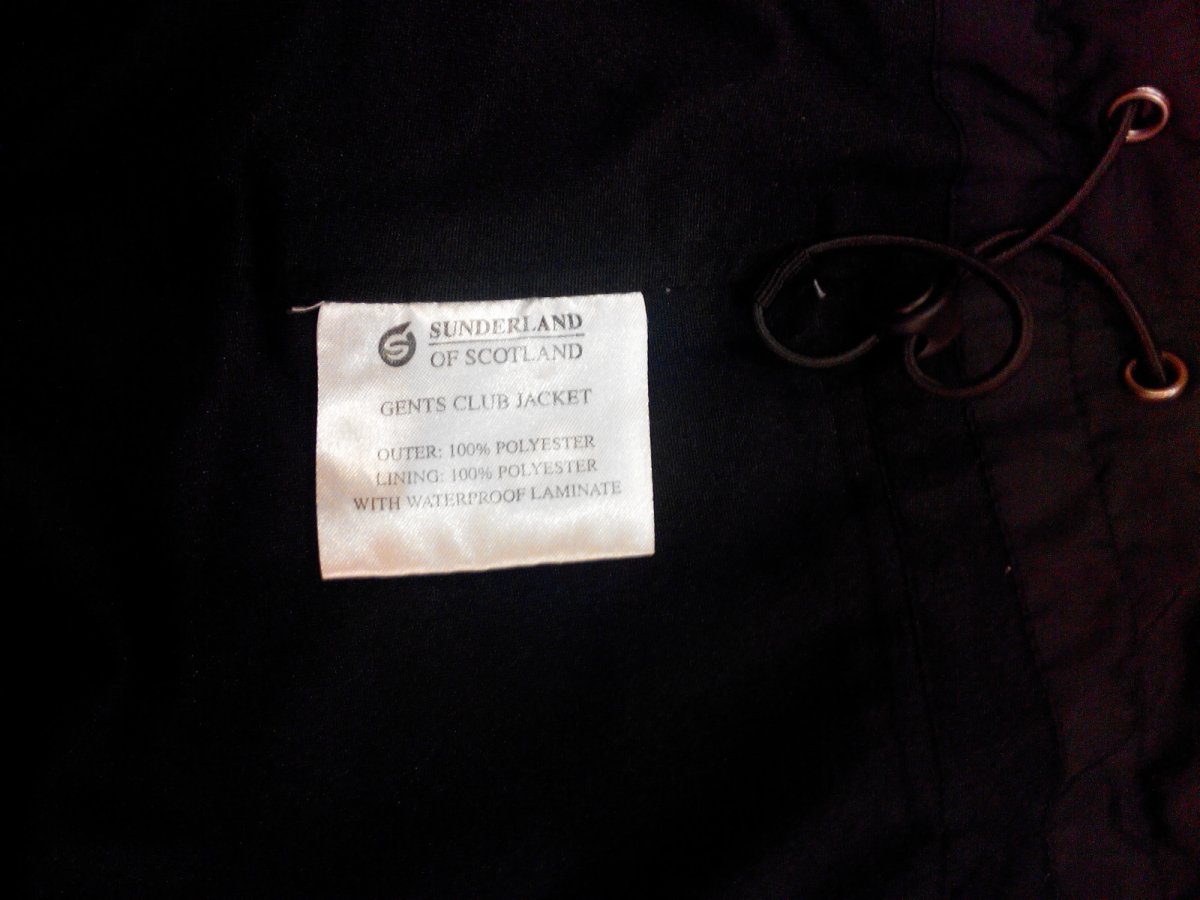 SUNDERLAND
OF SCOTLAND
GENTS CLUB JACKET
OUTER: 100% POLYESTER
LINING: 100% POLYESTER
WITH WATERPROOF LAMINATE